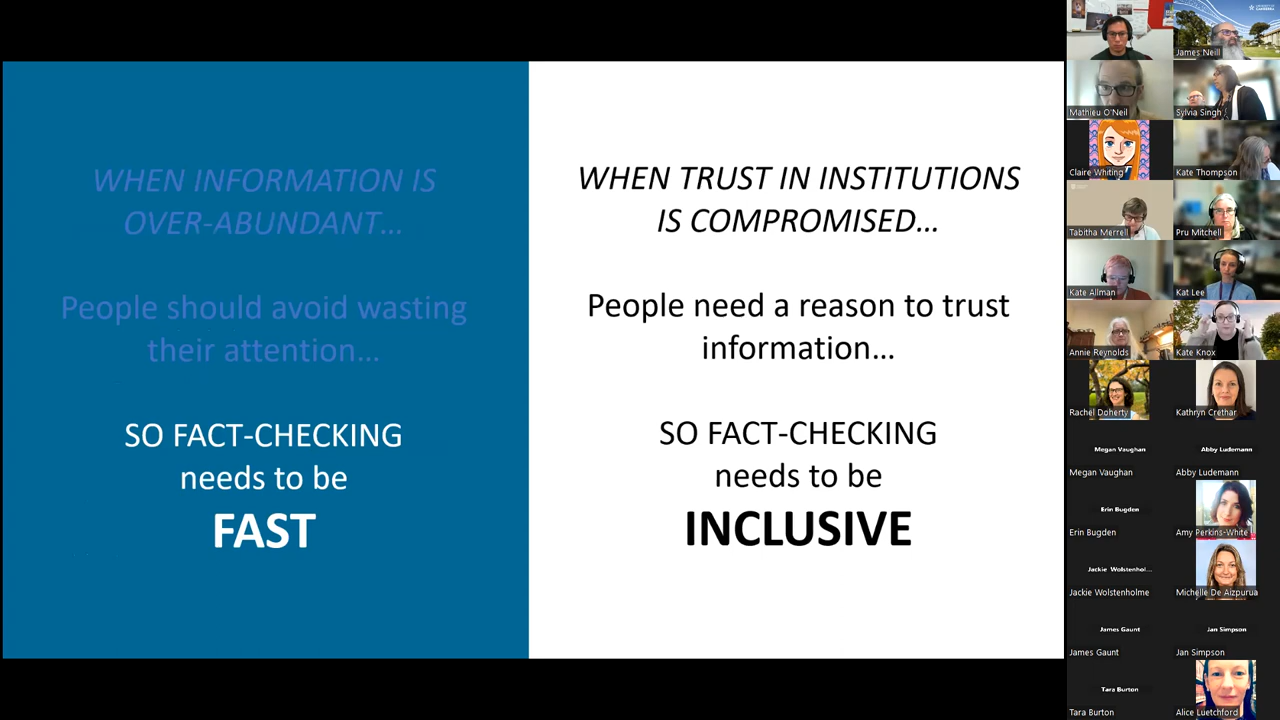 WHEN INFORMATION IS
OVER-ABUNDANT...
People should avoid wasting
their attention...
SO FACT-CHECKING
needs to be
FAST
WHEN TRUST IN INSTITUTIONS
IS COMPROMISED...
People need a reason to trust
information...
SO FACT-CHECKING
needs to be
INCLUSIVE
James Neill
Mathieu O'Neil
Sylvia Singh
Claire Whiting
Kate Thompson
Tabitha Merrell
Pru Mitchell
Kate Allman
Kat Lee
Annie Reynolds
Kate Knox
Rachel Doherty
Kathryn Crethar
Megan Vaughan
Abby Ludemann
Megan Vaughan
Abby Ludemann
Erin Bugden
Erin Bugden
Amy Perkins-White
Jackie Wolstenhol...
Jackie Wolstenholme
Michelle De Aizpurua
James Gaunt
Jan Simpson
James Gaunt
Jan Simpson
Tara Burton
Tara Burton
Alice Luetchford